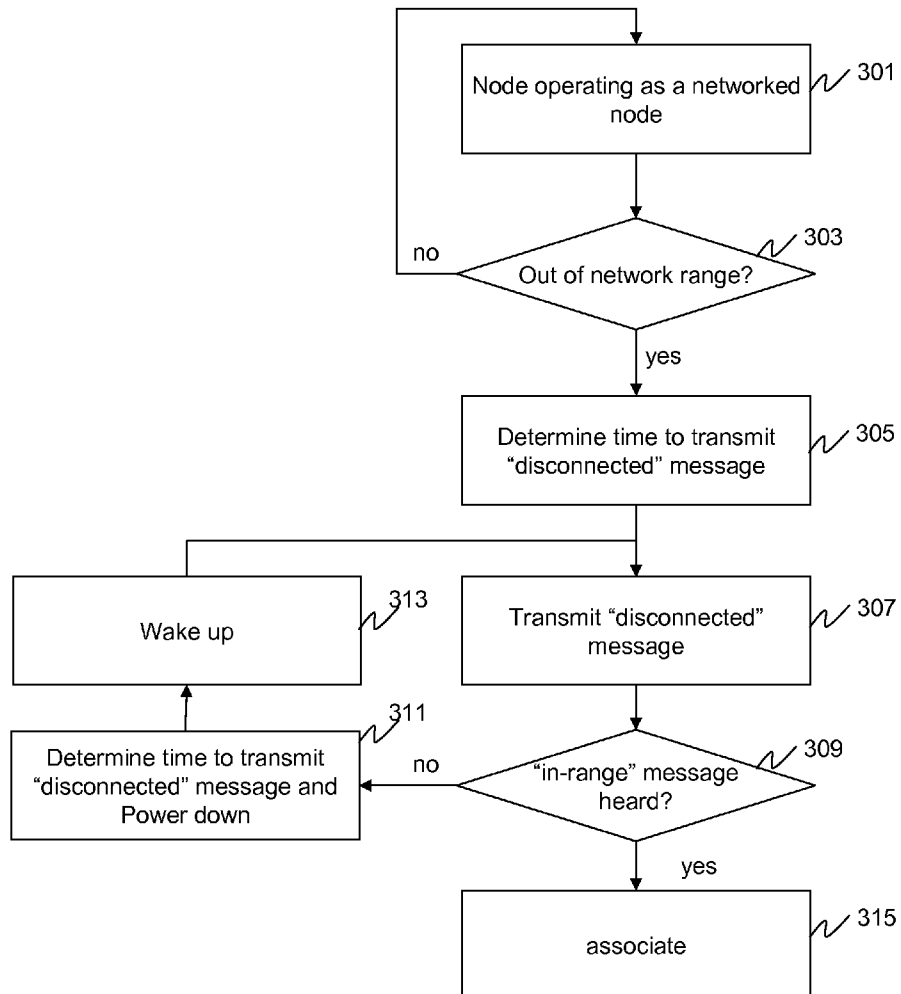 Node operating as a networked
node
301
303
no
Out of network range?
yes
Determine time to transmit
“disconnected” message
305
313
Wake up
Transmit “disconnected”
message
307
311
Determine time to transmit
“disconnected” message and
Power down
no
“in-range” message
heard?
309
yes
associate
315